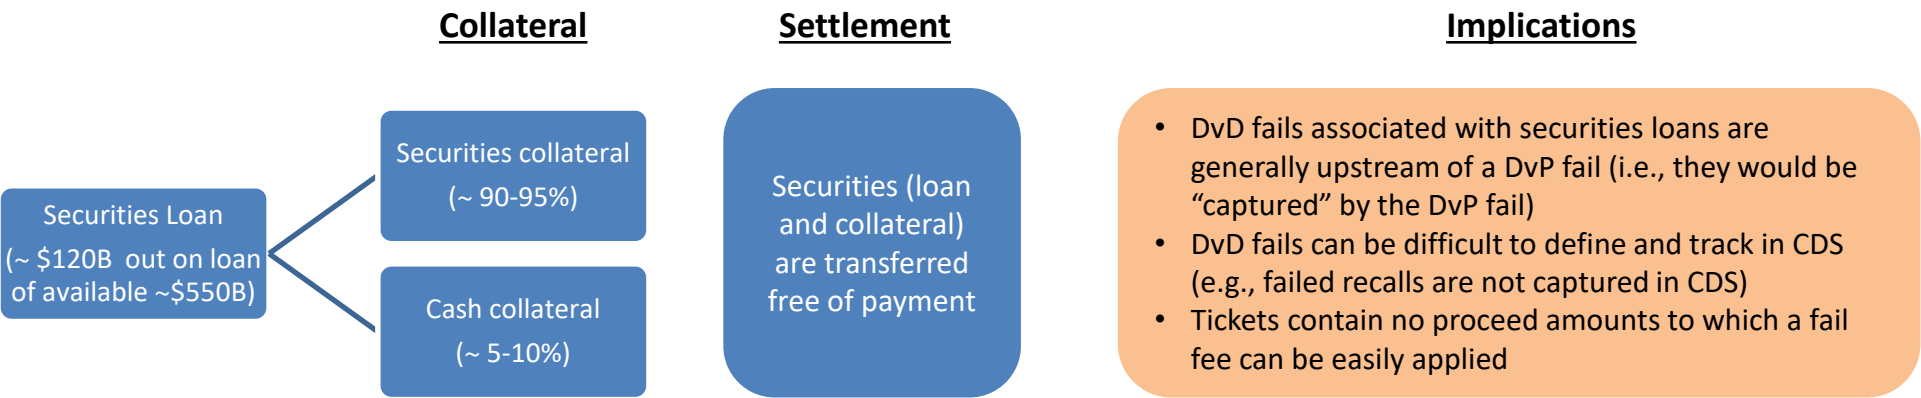 Collateral
Settlement
Implications
Securities Loan
(~ $120B  out on loan
of available ~$550B)
Securities collateral
(~ 90-95%)
Cash collateral
(~ 5-10%)
Securities (loan
and collateral)
are transferred
free of payment
• DvD fails associated with securities loans are
generally upstream of a DvP fail (i.e., they would be
“captured” by the DvP fail)
• DvD fails can be difficult to define and track in CDS
(e.g., failed recalls are not captured in CDS)
• Tickets contain no proceed amounts to which a fail
fee can be easily applied